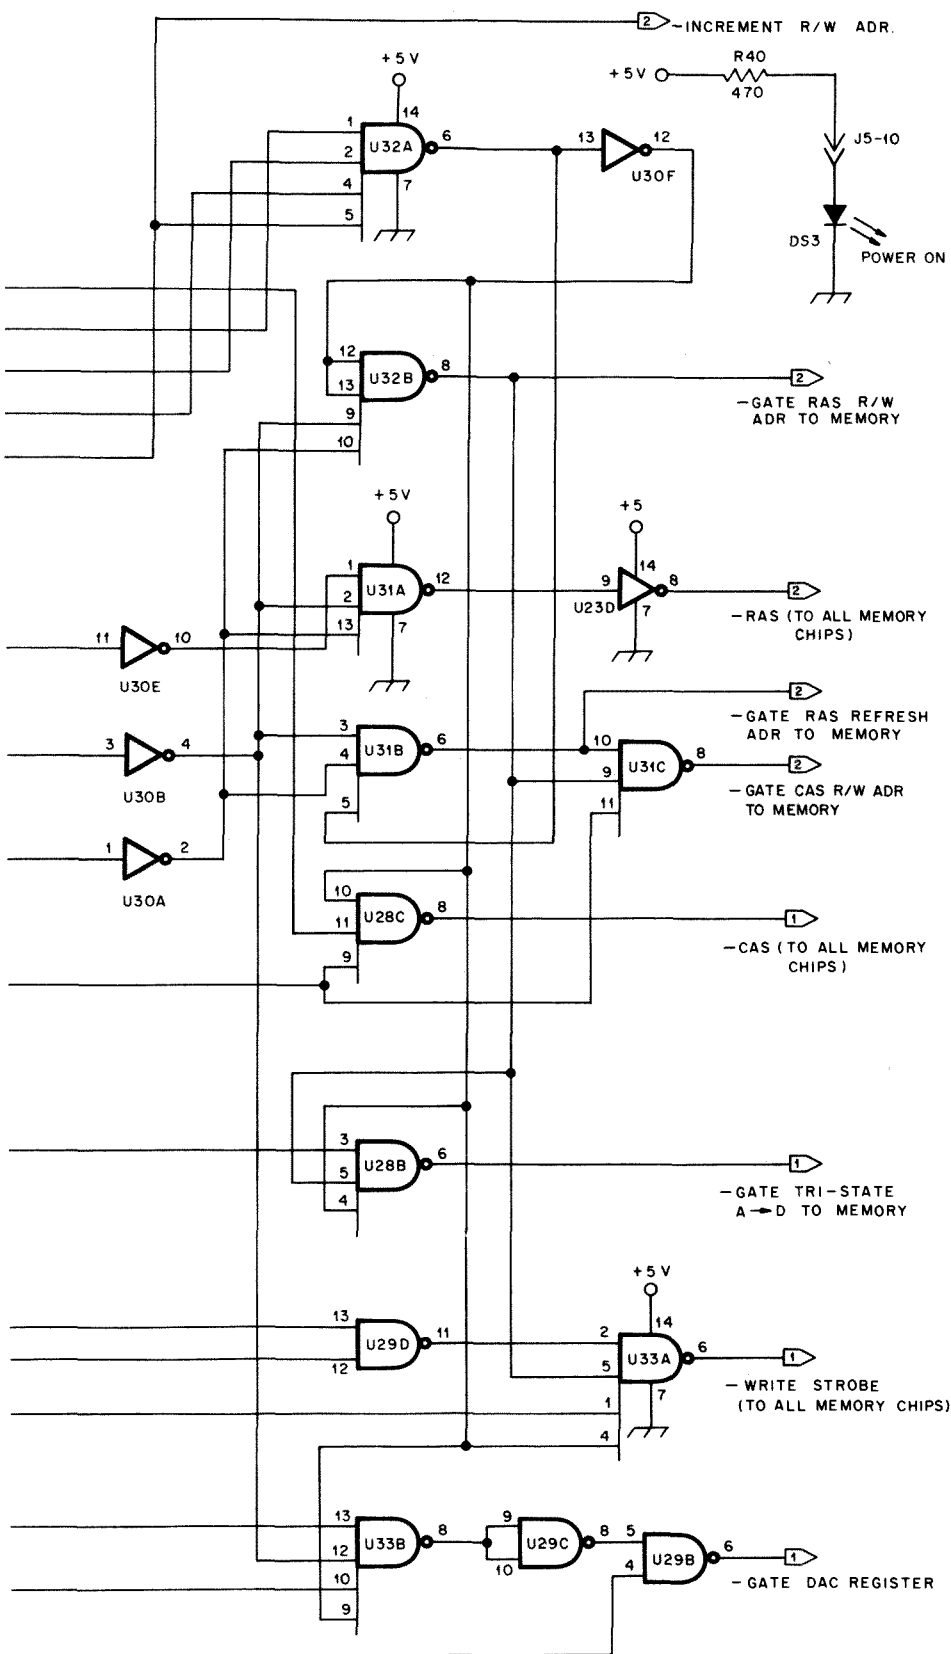 2 -INCREMENT R/W ADR.
+5V
+5V R40
470
J5-10
DS3
POWER ON
14
1
2
4
5
U32A
6
7
13
12
U30F
12
13
9
10
U32B
8
2
-GATE RAS R/W
ADR TO MEMORY
+5V
1
2
13
U31A
12
7
+5
14
9
U23D
8
7
2
-RAS (TO ALL MEMORY
CHIPS)
11
10
U30E
2
-GATE RAS REFRESH
ADR TO MEMORY
3
4
5
U31B
6
10
9
11
U31C
8
2
-GATE CAS R/W ADR
TO MEMORY
3
4
U30B
1
2
U30A
10
11
9
U28C
8
1
-CAS (TO ALL MEMORY
CHIPS)
3
5
4
U28B
6
1
-GATE TRI-STATE
A→D TO MEMORY
+5V
14
13
12
U29D
11
2
5
1
4
U33A
6
7
1
-WRITE STROBE
(TO ALL MEMORY CHIPS)
13
12
10
9
U33B
8
9
10
U29C
8
5
4
U29B
6
1
-GATE DAC REGISTER